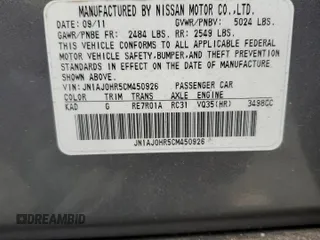 MANUFACTURED BY NISSAN MOTOR CO.,LTD.
DATE: 09/11 GVWR/PNBV: 5024 LBS.
GAWR/PNBE FR: 2484 LBS. RR: 2549 LBS.
THIS VEHICLE CONFORMS TO ALL APPLICABLE FEDERAL
MOTOR VEHICLE SAFETY,BUMPER,AND THEFT PREVENTION
STANDARDS IN EFFECT ON THE DATE OF MANUFACTURE
SHOWN ABOVE.
VIN: JN1AJ0HR5CM450926 PASSENGER CAR
COLOR TRIM TRANS AXLE ENGINE
KAD G RE7R01A RC31 VQ35(HR) 3498CC
JN1AJ0HR5CM450926
DREAMBID